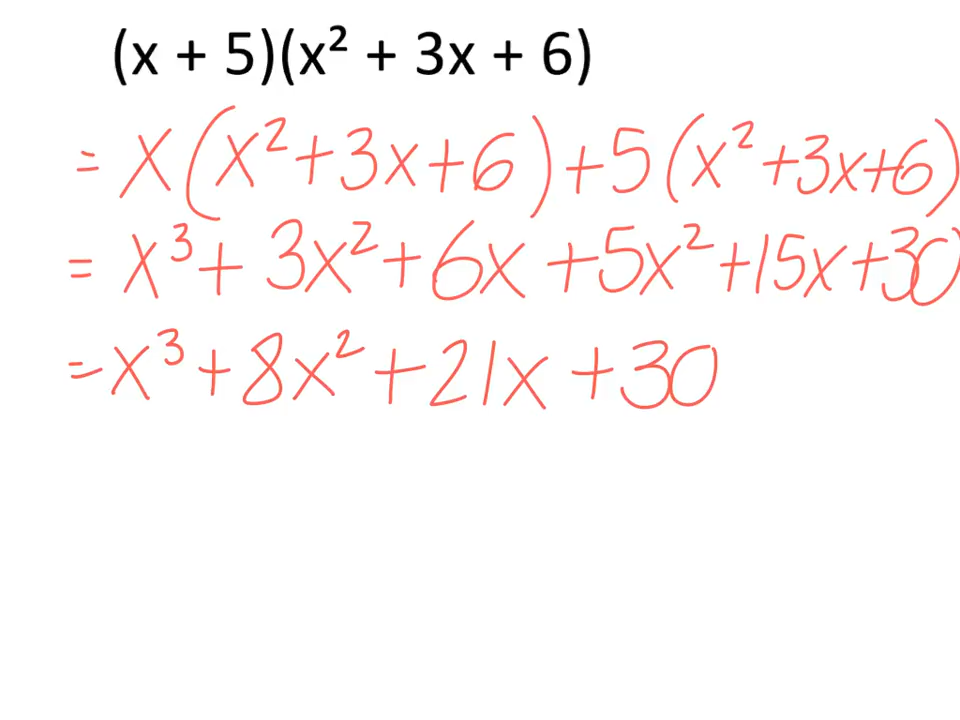 (x + 5)(x² + 3x + 6)
= x(x²+3x+6)+5(x²+3x+6)
= x³+3x²+6x+5x²+15x+30
=x³+8x²+21x+30